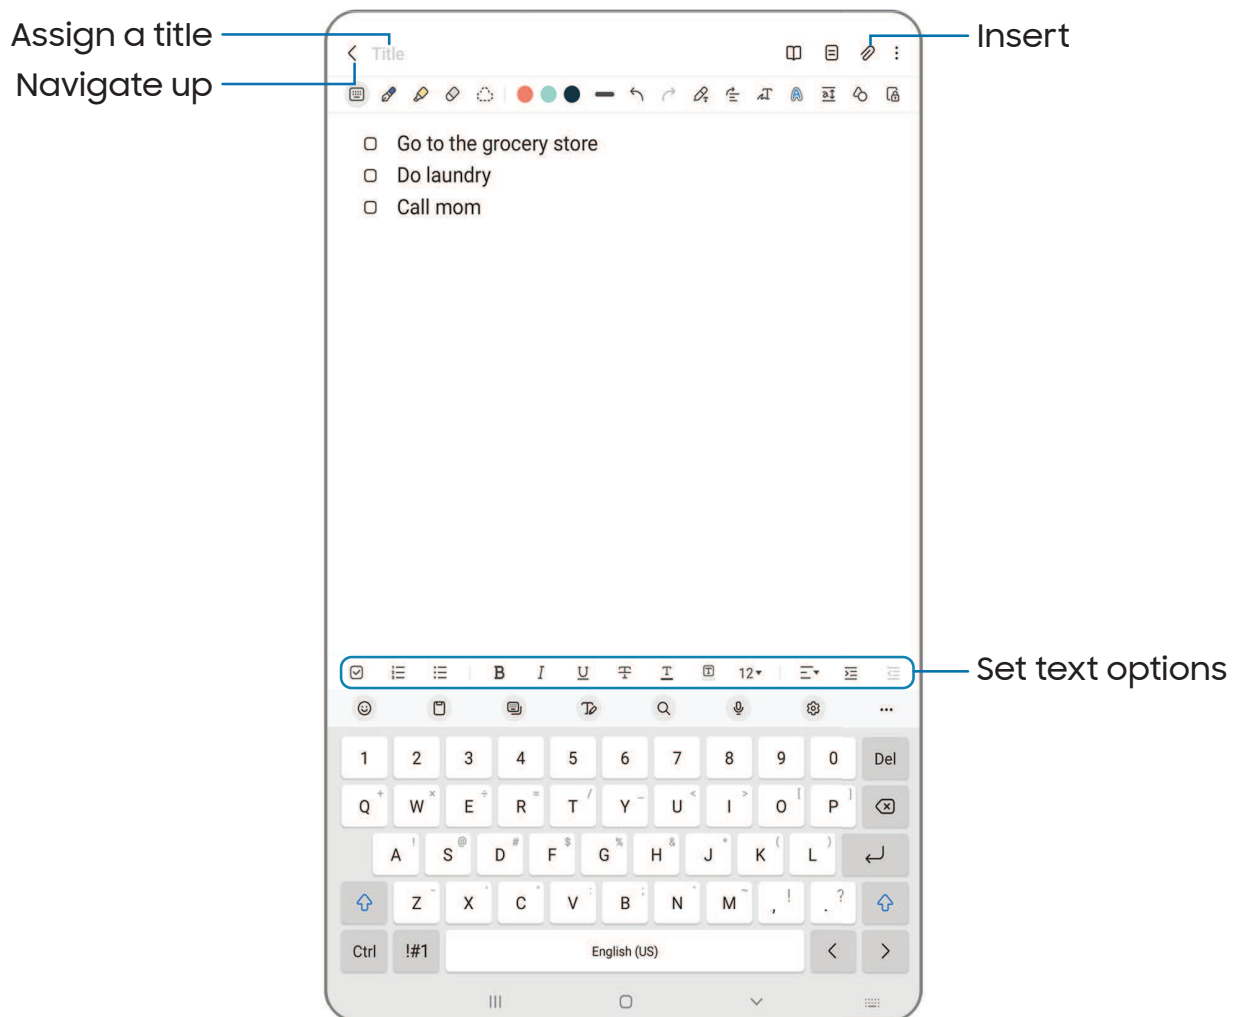 Assign a title
Insert
Title
Navigate up
Go to the grocery store
Do laundry
Call mom
B I U T T T 12
Set text options
1 2 3 4 5 6 7 8 9 0 Del
Q + W × E ÷ R = T / Y _ U < I > O [ P ]
A ! S @ D # F $ G % H & J * K ( L )
Z - X ' C " V : B ; N ` M ~ , ! . ?
Ctrl !#1 English (US) < >